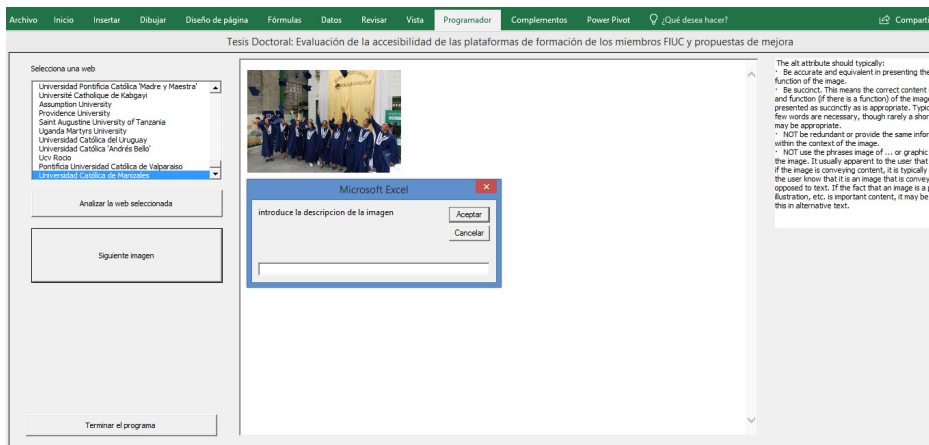 Archivo Inicio Insertar Dibujar Diseño de página Fórmulas Datos Revisar Vista Programador Complementos Power Pivot ¿Qué desea hacer? Comparti
Tesis Doctoral: Evaluación de la accesibilidad de las plataformas de formación de los miembros FIUC y propuestas de mejora
Selecciona una web
Universidad Pontificia Católica 'Madre y Maestra'
Université Catholique de Kabgayi
Assumption University
Providence University
Saint Augustine University of Tanzania
Uganda Martyrs University
Universidad Católica del Uruguay
Universidad Católica 'Andrés Bello'
Ucv Rocio
Pontificia Universidad Católica de Valparaiso
Universidad Católica de Manizales
Analizar la web seleccionada
Siguiente imagen
Terminar el programa
Microsoft Excel
introduce la descripcion de la imagen
Aceptar
Cancelar
The alt attribute should typically:
· Be accurate and equivalent in presenting the
function of the image.
· Be succinct. This means the correct content
and function (if there is a function) of the image
presented as succinctly as is appropriate. Typic
few words are necessary, though rarely a shor
may be appropriate.
· NOT be redundant or provide the same infor
within the context of the image.
· NOT use the phrases image of ... or graphic
the image. It usually apparent to the user that
if the image is conveying content, it is typically
the user know that it is an image that is convey
opposed to text. If the fact that an image is a p
illustration, etc. is important content, it may be
this in alternative text.